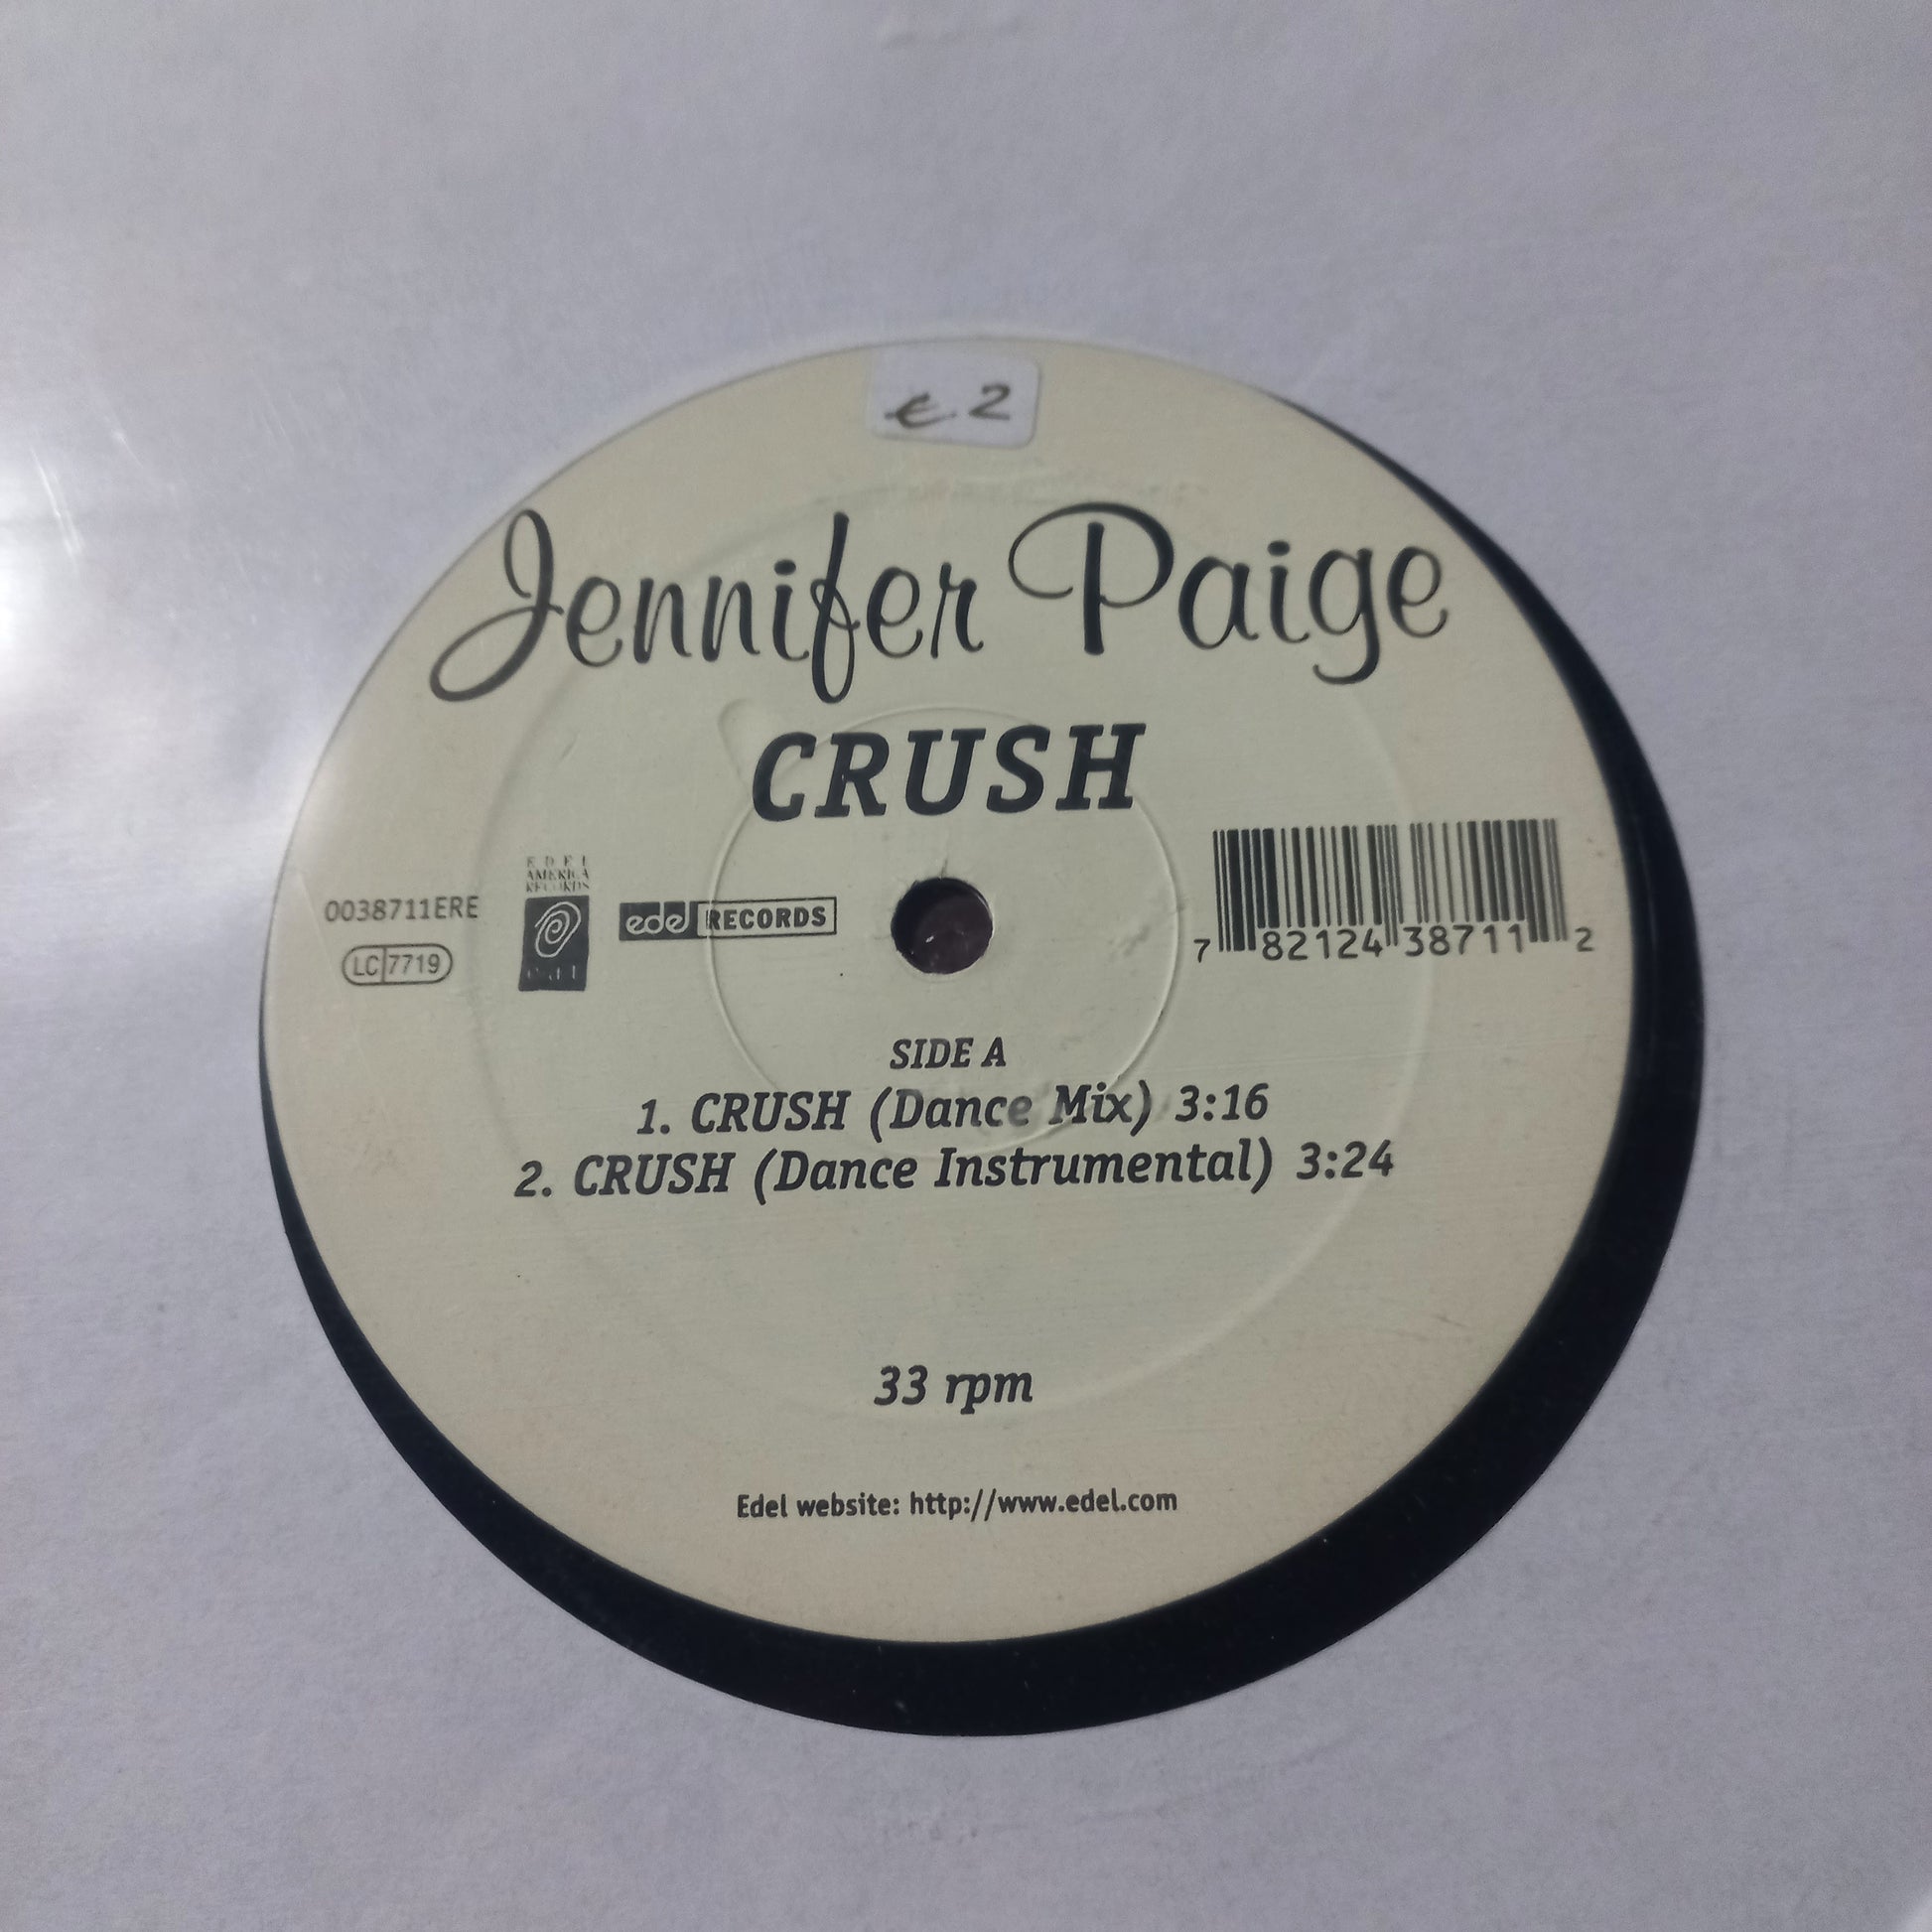 € 2
Jennifer Paige
CRUSH
EDEL
AMERICA
RECORDS
0038711ERE
LC 7719
edel RECORDS
7 82124 38711 2
SIDE A
1. CRUSH (Dance Mix) 3:16
2. CRUSH (Dance Instrumental) 3:24
33 rpm
Edel website: http://www.edel.com